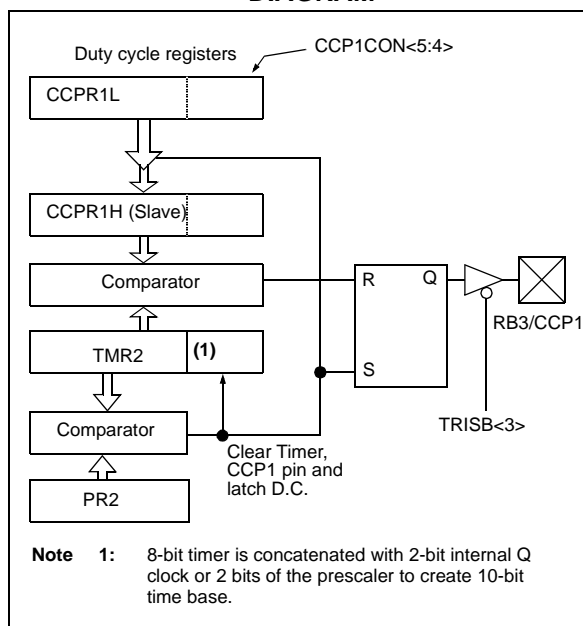 DIAGRAM
Duty cycle registers
CCP1CON<5:4>
CCPR1L
CCPR1H (Slave)
Comparator
R
Q
RB3/CCP1
TMR2
(1)
S
TRISB<3>
Comparator
Clear Timer,
CCP1 pin and
latch D.C.
PR2
Note 1: 8-bit timer is concatenated with 2-bit internal Q
clock or 2 bits of the prescaler to create 10-bit
time base.